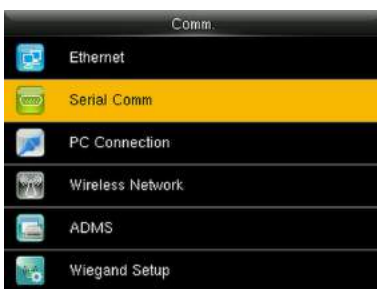 Comm.
Ethernet
Serial Comm
PC Connection
Wireless Network
ADMS
Wiegand Setup